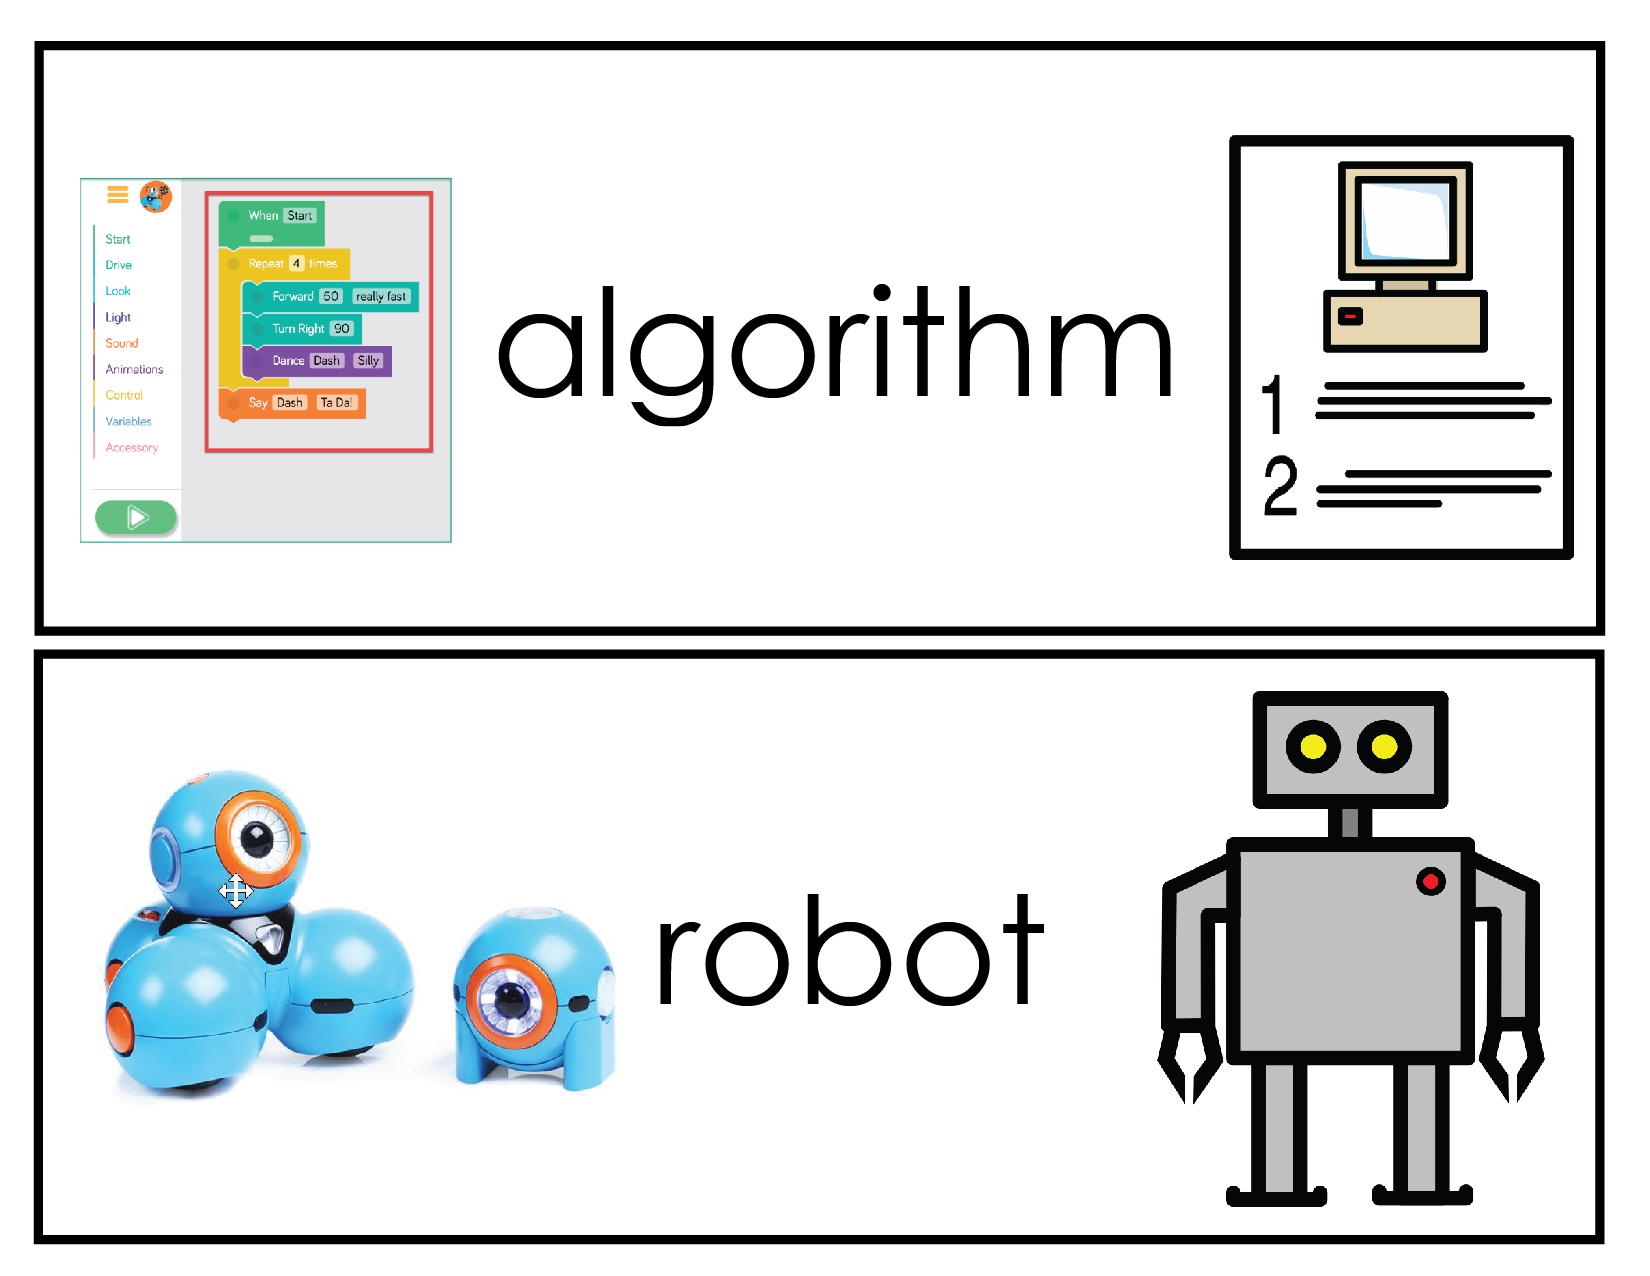 Start
Drive
Look
Light
Sound
Animations
Control
Variables
Accessory
When Start
Repeat 4 times
Forward 50 really fast
Turn Right 90
Dance Dash Silly
Say Dash Ta Da!
algorithm
1
2
robot